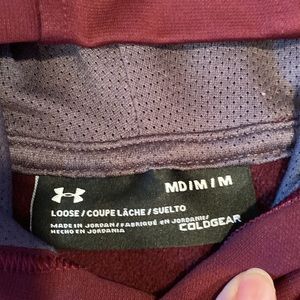 MD/M/M
LOOSE/COUPE LÂCHE/SUELTO
MADE IN JORDAN/FABRIQUÉ EN JORDANIE/
HECHO EN JORDANIA
COLDGEAR